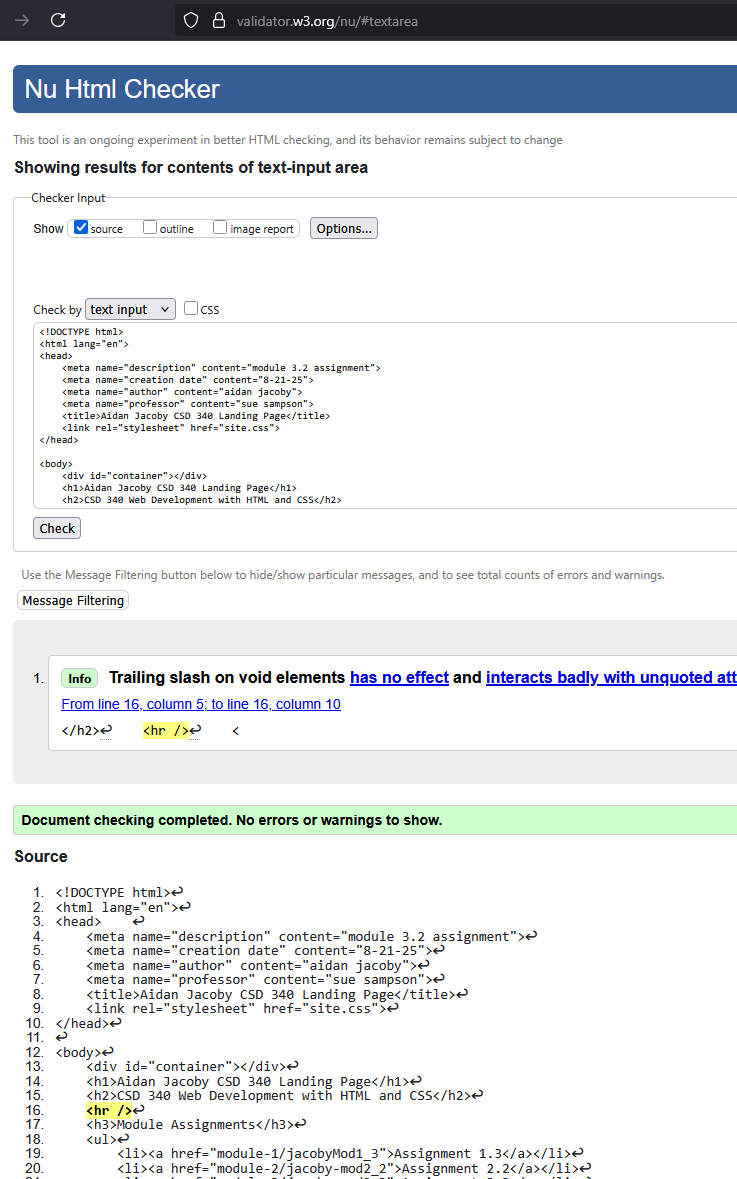 validator.w3.org/nu/#textarea
Nu Html Checker
This tool is an ongoing experiment in better HTML checking, and its behavior remains subject to change
Showing results for contents of text-input area
Checker Input
Show source outline image report Options...
Check by text input CSS
<!DOCTYPE html>
<html lang="en">
<head>
    <meta name="description" content="module 3.2 assignment">
    <meta name="creation date" content="8-21-25">
    <meta name="author" content="aidan jacoby">
    <meta name="professor" content="sue sampson">
    <title>Aidan Jacoby CSD 340 Landing Page</title>
    <link rel="stylesheet" href="site.css">
</head>
<body>
    <div id="container"></div>
    <h1>Aidan Jacoby CSD 340 Landing Page</h1>
    <h2>CSD 340 Web Development with HTML and CSS</h2>
Check
Use the Message Filtering button below to hide/show particular messages, and to see total counts of errors and warnings.
Message Filtering
1. Info Trailing slash on void elements has no effect and interacts badly with unquoted att
From line 16, column 5; to line 16, column 10
</h2>↩    <hr />↩    <
Document checking completed. No errors or warnings to show.
Source
1. <!DOCTYPE html>↩
2. <html lang="en">↩
3. <head>    ↩
4.     <meta name="description" content="module 3.2 assignment">↩
5.     <meta name="creation date" content="8-21-25">↩
6.     <meta name="author" content="aidan jacoby">↩
7.     <meta name="professor" content="sue sampson">↩
8.     <title>Aidan Jacoby CSD 340 Landing Page</title>↩
9.     <link rel="stylesheet" href="site.css">↩
10. </head>↩
11. ↩
12. <body>↩
13.     <div id="container"></div>↩
14.     <h1>Aidan Jacoby CSD 340 Landing Page</h1>↩
15.     <h2>CSD 340 Web Development with HTML and CSS</h2>↩
16.     <hr />↩
17.     <h3>Module Assignments</h3>↩
18.     <ul>↩
19.         <li><a href="module-1/jacobyMod1_3">Assignment 1.3</a></li>↩
20.         <li><a href="module-2/jacoby-mod2_2">Assignment 2.2</a></li>↩